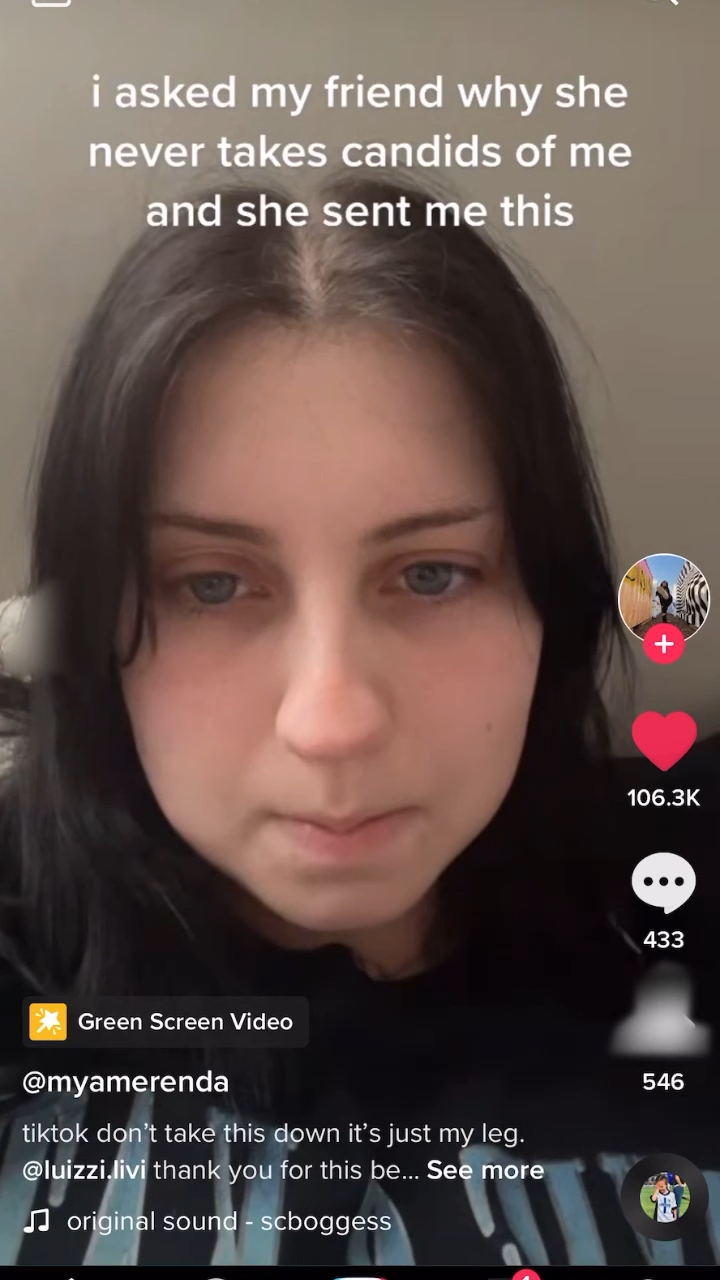 i asked my friend why she
never takes candids of me
and she sent me this
106.3K
433
Green Screen Video
@myamerenda
546
tiktok don’t take this down it’s just my leg.
@luizzi.livi thank you for this be... See more
original sound - scboggess